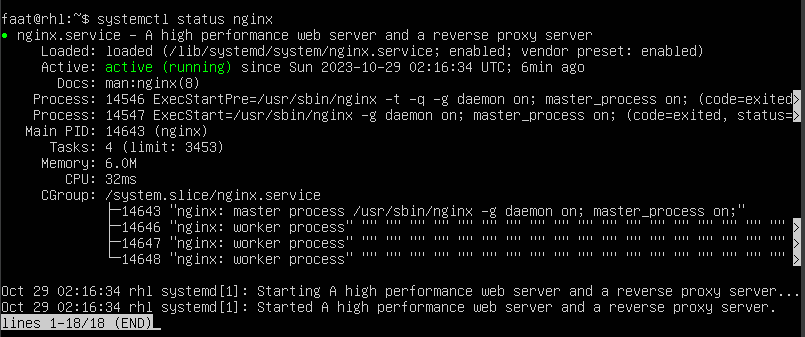 faat@rhl:~$ systemctl status nginx
● nginx.service - A high performance web server and a reverse proxy server
     Loaded: loaded (/lib/systemd/system/nginx.service; enabled; vendor preset: enabled)
     Active: active (running) since Sun 2023-10-29 02:16:34 UTC; 6min ago
       Docs: man:nginx(8)
    Process: 14546 ExecStartPre=/usr/sbin/nginx -t -q -g daemon on; master_process on; (code=exited>
    Process: 14547 ExecStart=/usr/sbin/nginx -g daemon on; master_process on; (code=exited, status=>
   Main PID: 14643 (nginx)
      Tasks: 4 (limit: 3453)
     Memory: 6.0M
        CPU: 32ms
     CGroup: /system.slice/nginx.service
             ├─14643 "nginx: master process /usr/sbin/nginx -g daemon on; master_process on;"
             ├─14646 "nginx: worker process" "" "" "" "" "" "" "" "" "" "" "" "" "" "" "" "" "" "" >
             ├─14647 "nginx: worker process" "" "" "" "" "" "" "" "" "" "" "" "" "" "" "" "" "" "" >
             └─14648 "nginx: worker process" "" "" "" "" "" "" "" "" "" "" "" "" "" "" "" "" "" "" >
Oct 29 02:16:34 rhl systemd[1]: Starting A high performance web server and a reverse proxy server...
Oct 29 02:16:34 rhl systemd[1]: Started A high performance web server and a reverse proxy server.
lines 1-18/18 (END)